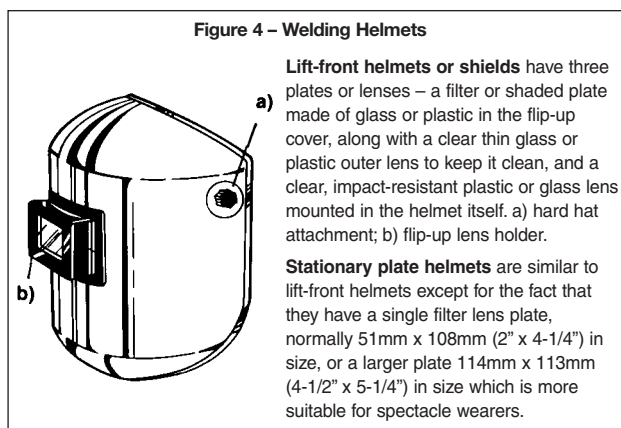 Figure 4 – Welding Helmets
a)
b)
Lift-front helmets or shields have three
plates or lenses – a filter or shaded plate
made of glass or plastic in the flip-up
cover, along with a clear thin glass or
plastic outer lens to keep it clean, and a
clear, impact-resistant plastic or glass lens
mounted in the helmet itself. a) hard hat
attachment; b) flip-up lens holder.
Stationary plate helmets are similar to
lift-front helmets except for the fact that
they have a single filter lens plate,
normally 51mm x 108mm (2” x 4-1/4”) in
size, or a larger plate 114mm x 113mm
(4-1/2” x 5-1/4”) in size which is more
suitable for spectacle wearers.